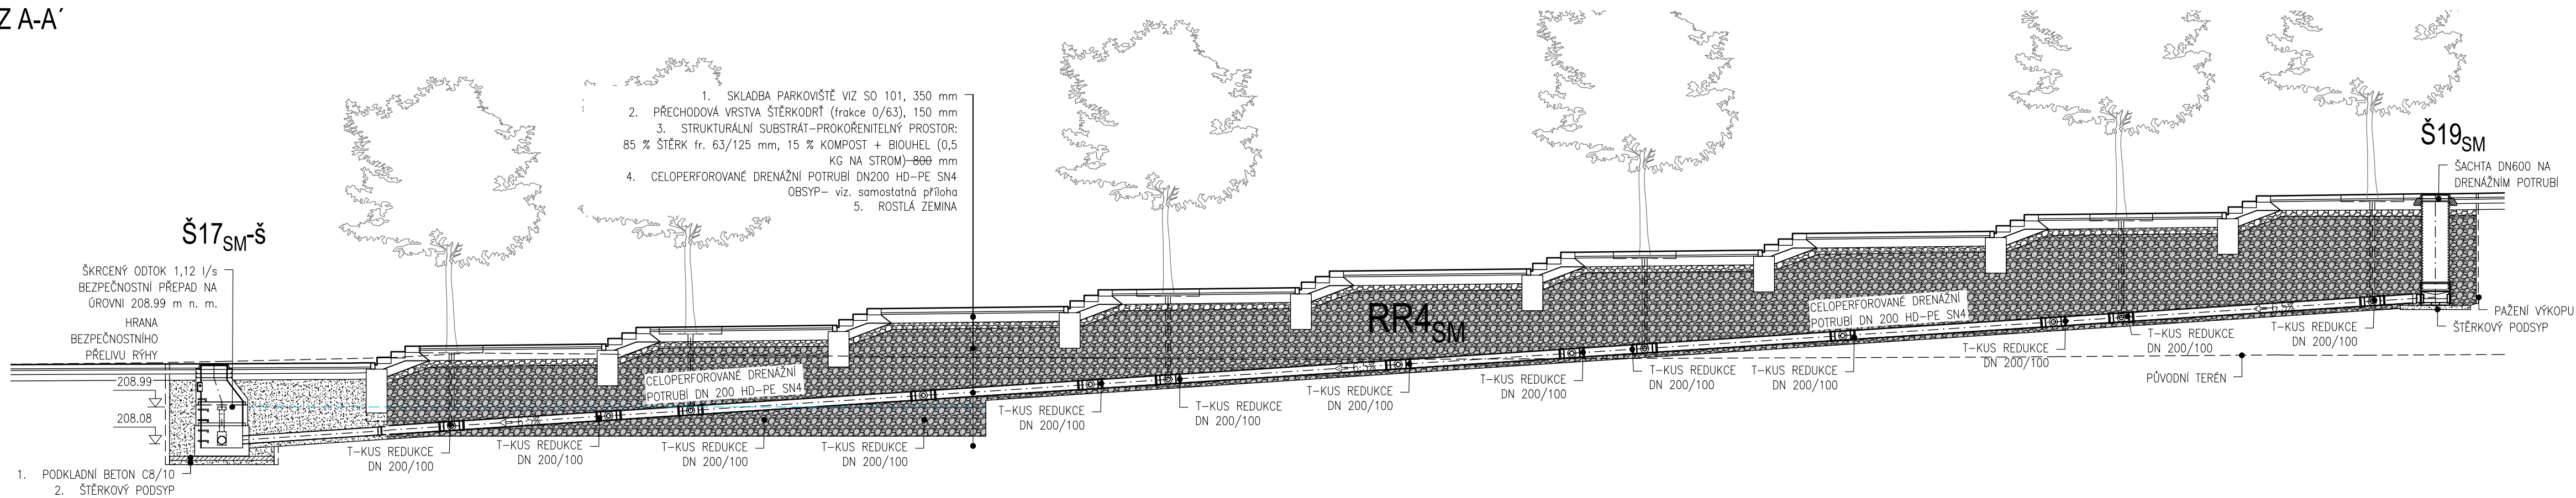 Z A-A´
1. SKLADBA PARKOVIŠTĚ VIZ SO 101, 350 mm
2. PŘECHODOVÁ VRSTVA ŠTĚRKODRŤ (frakce 0/63), 150 mm
3. STRUKTURÁLNÍ SUBSTRÁT-PROKOŘENITELNÝ PROSTOR:
85 % ŠTĚRK fr. 63/125 mm, 15 % KOMPOST + BIOUHEL (0,5
KG NA STROM) 800 mm
4. CELOPERFOROVANÉ DRENÁŽNÍ POTRUBÍ DN200 HD-PE SN4
OBSYP- viz. samostatná příloha
5. ROSTLÁ ZEMINA
Š19SM
ŠACHTA DN600 NA
DRENÁŽNÍM POTRUBÍ
Š17SM-š
ŠKRCENÝ ODTOK 1,12 l/s
BEZPEČNOSTNÍ PŘEPAD NA
ÚROVNI 208.99 m n. m.
HRANA
BEZPEČNOSTNÍHO
PŘELIVU RÝHY
208.99
208.08
1. PODKLADNÍ BETON C8/10
2. ŠTĚRKOVÝ PODSYP
RR4SM
CELOPERFOROVANÉ DRENÁŽNÍ
POTRUBÍ DN 200 HD-PE SN4
CELOPERFOROVANÉ DRENÁŽNÍ
POTRUBÍ DN 200 HD-PE SN4
6.5%
6.5%
6.5%
T-KUS REDUKCE
DN 200/100
T-KUS REDUKCE
DN 200/100
T-KUS REDUKCE
DN 200/100
T-KUS REDUKCE
DN 200/100
T-KUS REDUKCE
DN 200/100
T-KUS REDUKCE
DN 200/100
T-KUS REDUKCE
DN 200/100
T-KUS REDUKCE
DN 200/100
T-KUS REDUKCE
DN 200/100
T-KUS REDUKCE
DN 200/100
T-KUS REDUKCE
DN 200/100
T-KUS REDUKCE
DN 200/100
T-KUS REDUKCE
DN 200/100
PAŽENÍ VÝKOPU
ŠTĚRKOVÝ PODSYP
PŮVODNÍ TERÉN